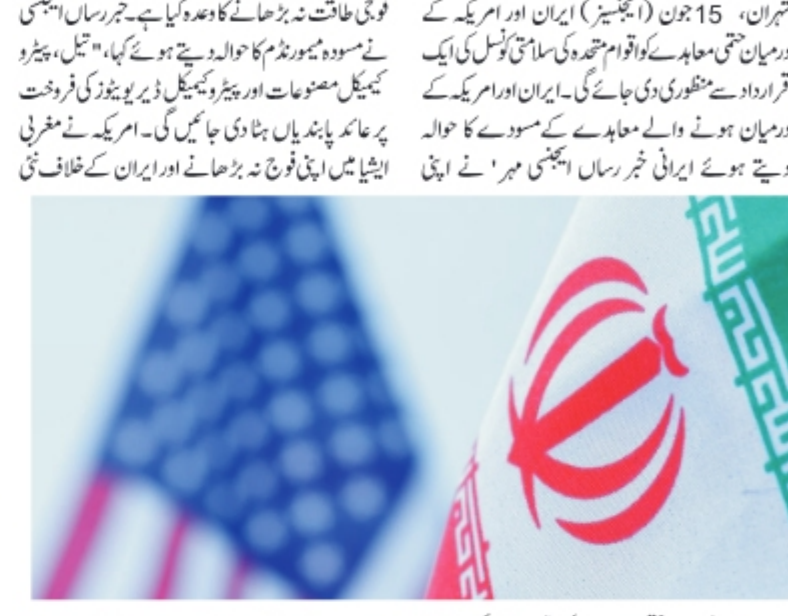 تہران، 15 جون (ایجنسیز) ایران اور امریکہ کے
درمیان حتمی معاہدے کو اقوام متحدہ کی سلامتی کونسل کی ایک
قرارداد سے منظوری دی جائے گی۔ ایران اور امریکہ کے
درمیان ہونے والے معاہدے کے مسودے کا حوالہ
دیتے ہوئے ایرانی خبر رساں ایجنسی مہر ' نے اپنی
فوجی طاقت نہ بڑھانے کا وعدہ کیا ہے۔ خبر رساں ایجنسی
نے مسودہ میمورنڈم کا حوالہ دیتے ہوئے کہا، "تیل، پیٹرو
کیمیکل مصنوعات اور پیٹرو کیمیکل ڈیریویٹوز کی فروخت
پر عائد پابندیاں ہٹا دی جائیں گی۔ امریکہ نے مغربی
ایشیا میں اپنی فوج نہ بڑھانے اور ایران کے خلاف نئی